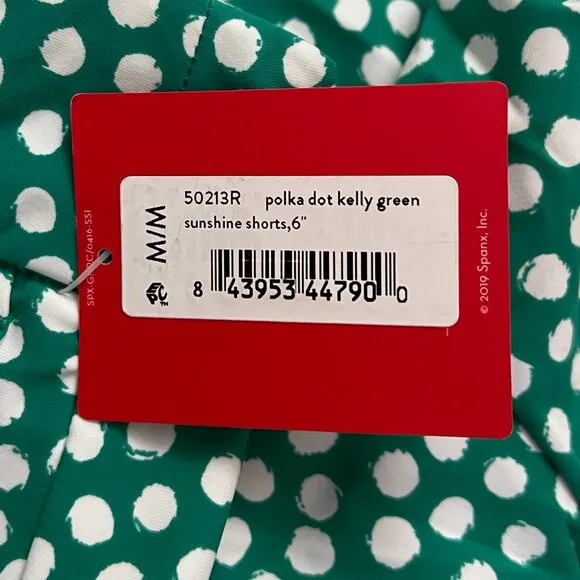 50213R polka dot kelly green
sunshine shorts,6"
M/M
8 43953 44790 0
© 2019 Spanx, Inc.